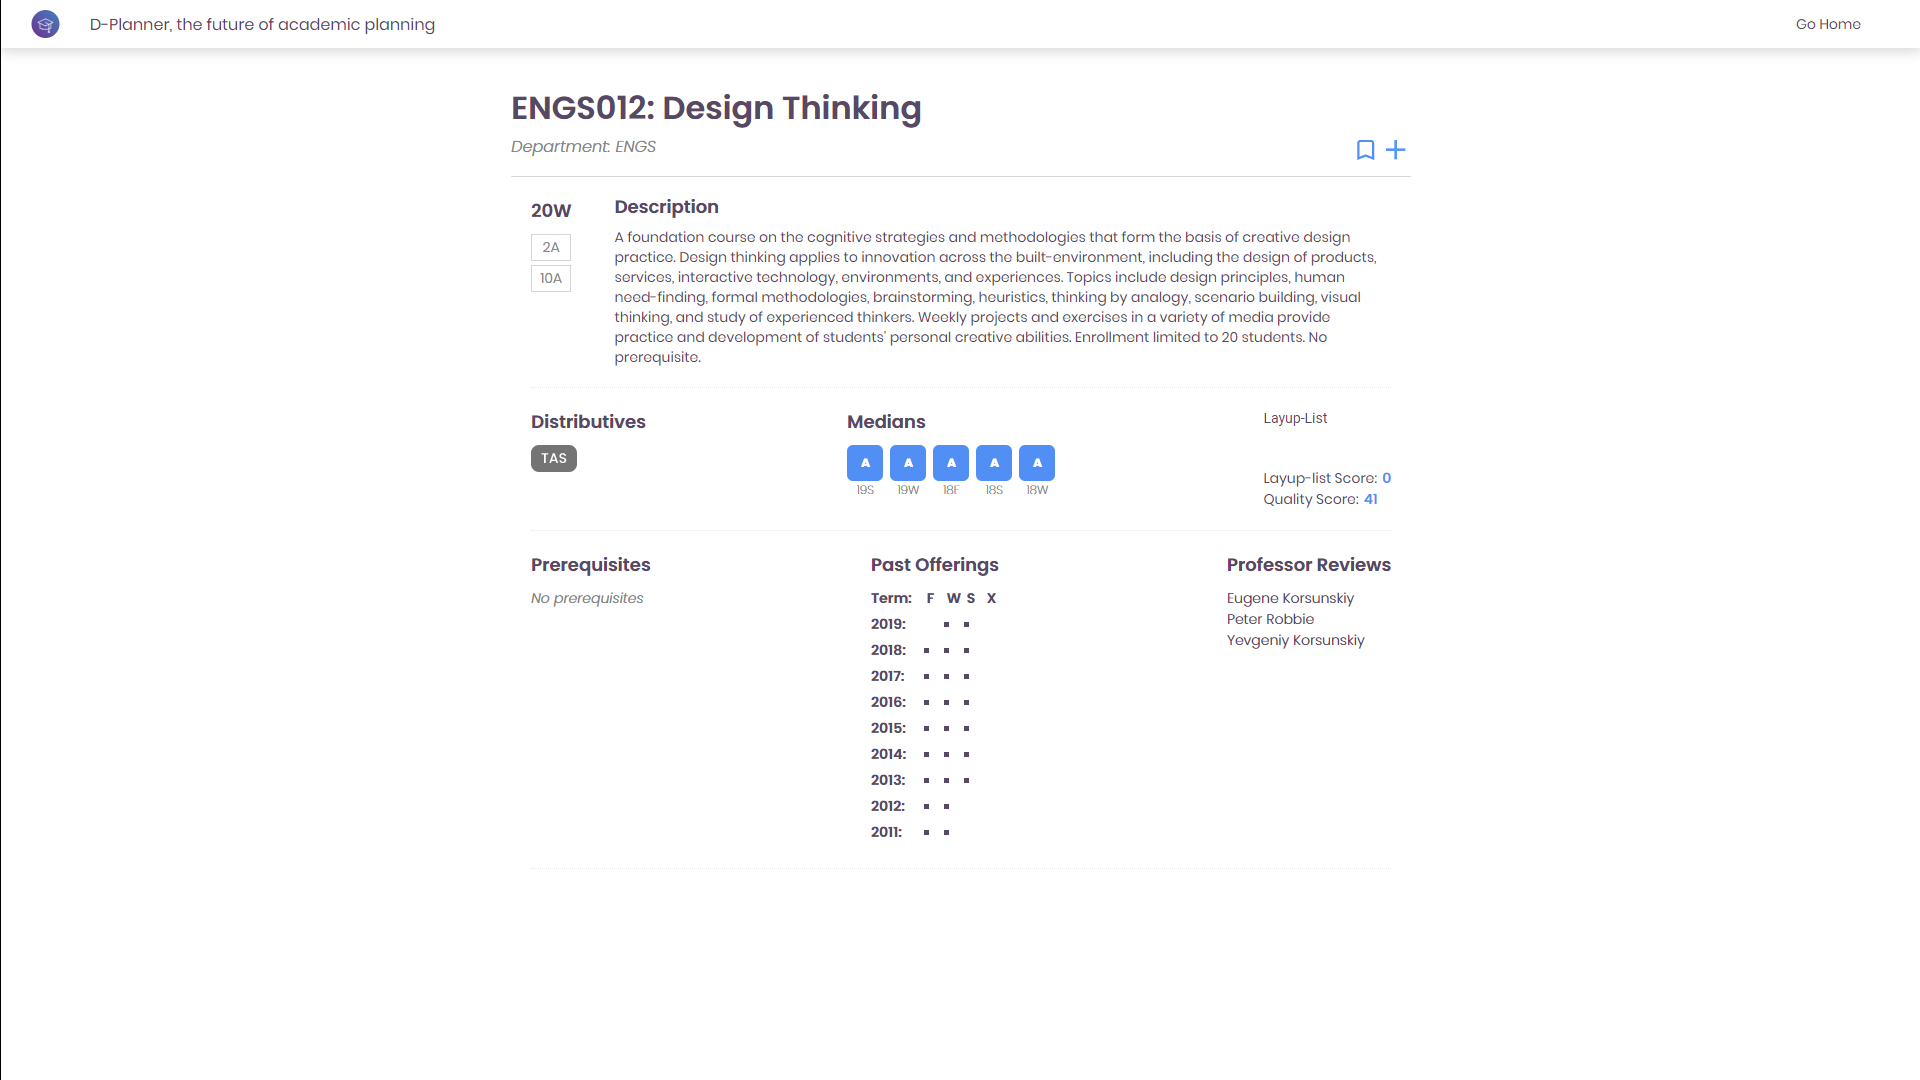 D-Planner, the future of academic planning
Go Home
ENGS012: Design Thinking
Department: ENGS
20W
2A
10A
Description
A foundation course on the cognitive strategies and methodologies that form the basis of creative design
practice. Design thinking applies to innovation across the built-environment, including the design of products,
services, interactive technology, environments, and experiences. Topics include design principles, human
need-finding, formal methodologies, brainstorming, heuristics, thinking by analogy, scenario building, visual
thinking, and study of experienced thinkers. Weekly projects and exercises in a variety of media provide
practice and development of students' personal creative abilities. Enrollment limited to 20 students. No
prerequisite.
Distributives
TAS
Medians
A A A A A
19S 19W 18F 18S 18W
Layup-List
Layup-list Score: 0
Quality Score: 41
Prerequisites
No prerequisites
Past Offerings
Term: F W S X
2019:
2018:
2017:
2016:
2015:
2014:
2013:
2012:
2011:
Professor Reviews
Eugene Korsunskiy
Peter Robbie
Yevgeniy Korsunskiy